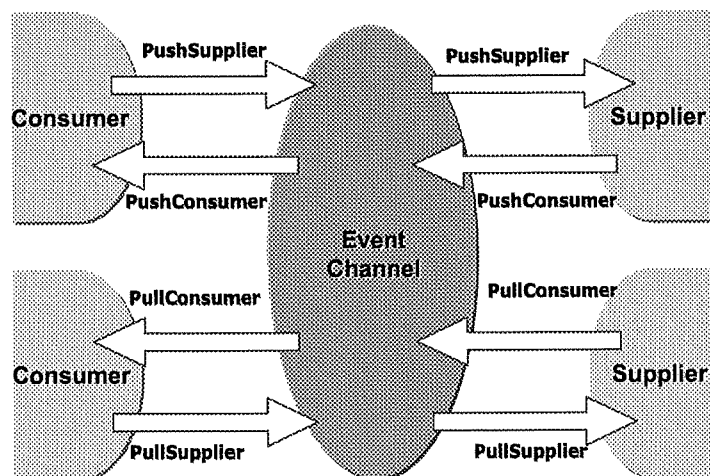 PushSupplier
PushSupplier
Consumer
Supplier
PushConsumer
PushConsumer
Event
Channel
PullConsumer
PullConsumer
Consumer
Supplier
PullSupplier
PullSupplier